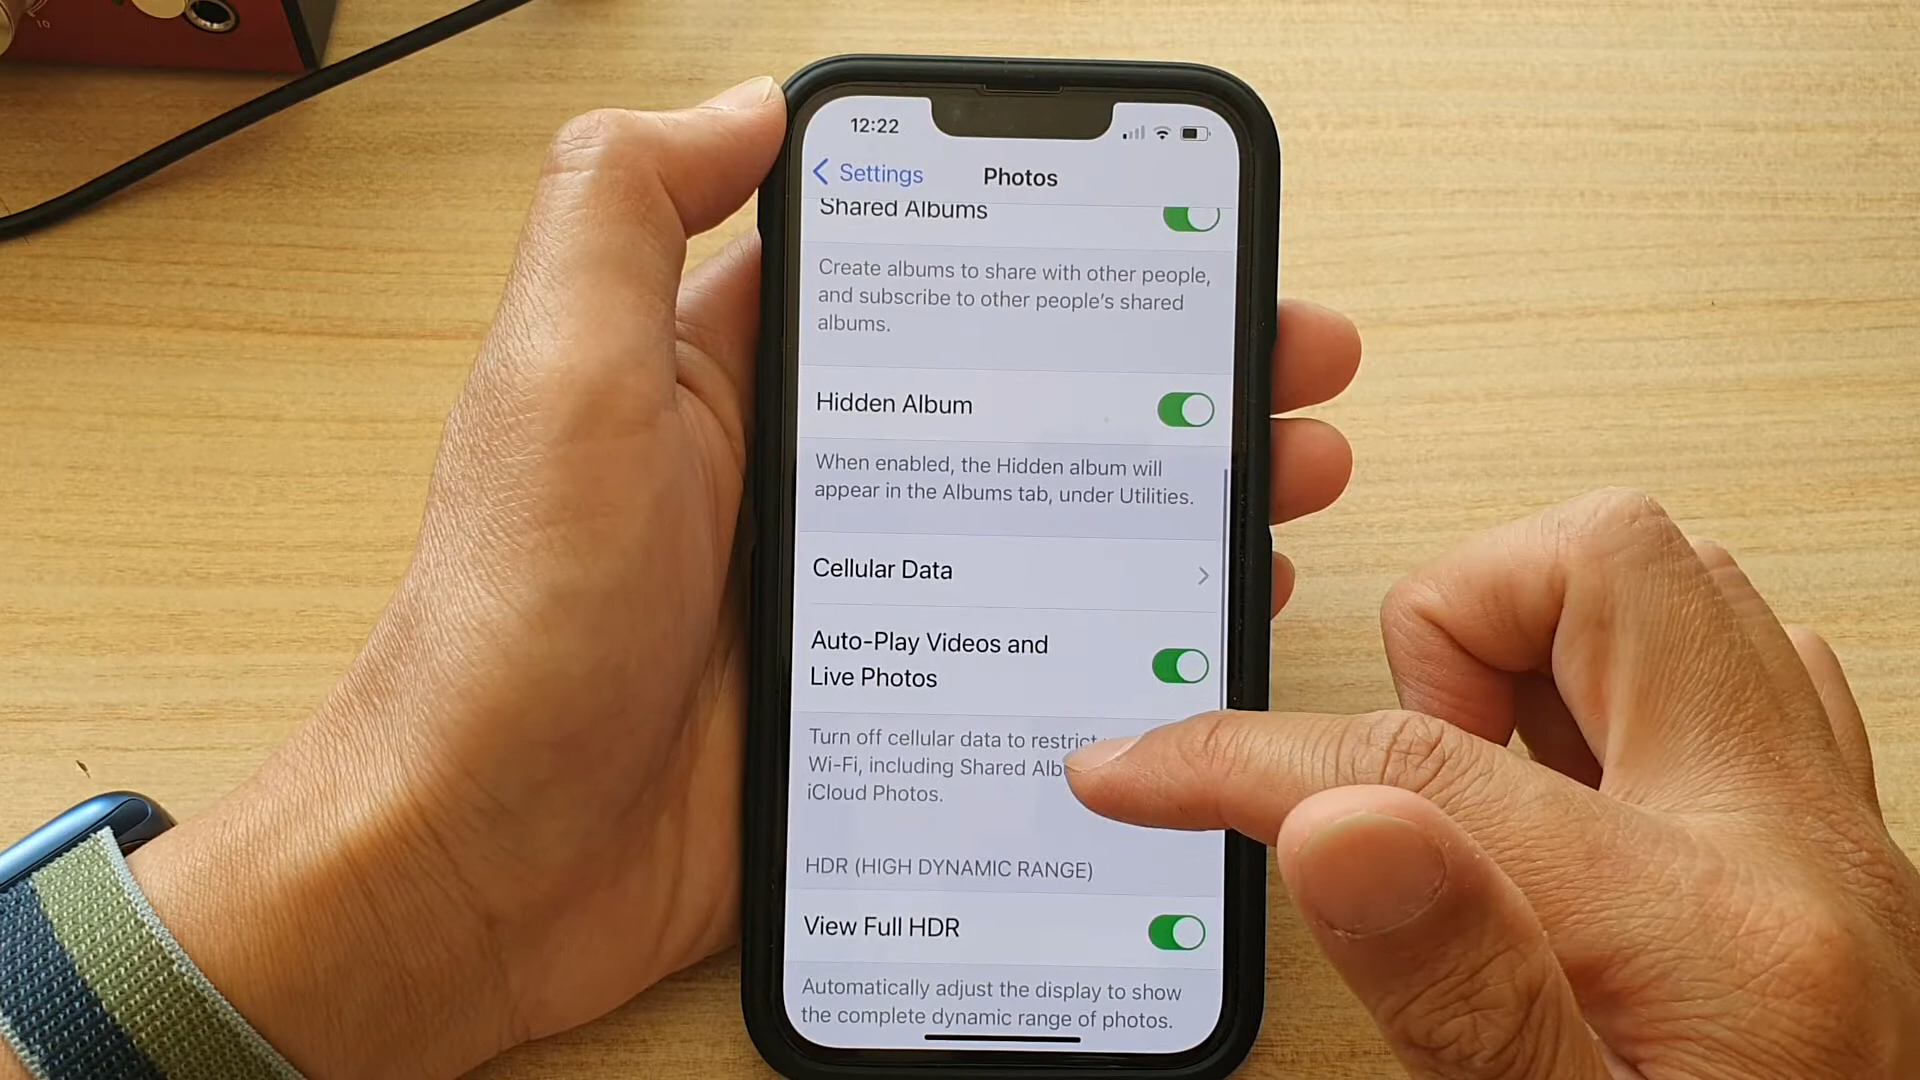 12:22
Settings
Photos
Shared Albums
Create albums to share with other people,
and subscribe to other people's shared
albums.
Hidden Album
When enabled, the Hidden album will
appear in the Albums tab, under Utilities.
Cellular Data
Auto-Play Videos and
Live Photos
Turn off cellular data to restrict
Wi-Fi, including Shared
iCloud Photos.
HDR (HIGH DYNAMIC RANGE)
View Full HDR
Automatically adjust the display to show
the complete dynamic range of photos.
10